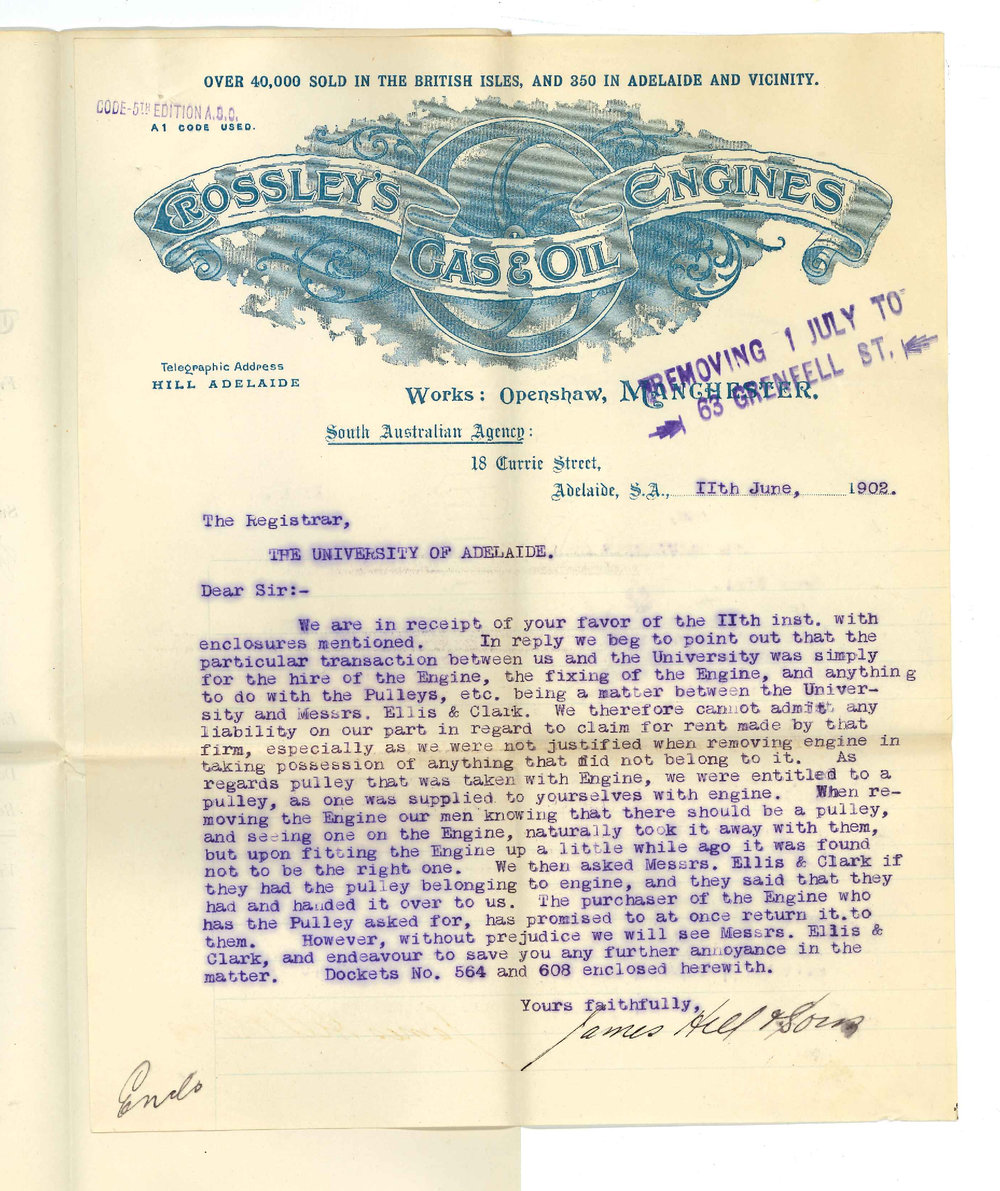 OVER 40,000 SOLD IN THE BRITISH ISLES, AND 350 IN ADELAIDE AND VICINITY.
CODE-5TH EDITION A.B.C.
A1 CODE USED.
CROSSLEY'S
GAS & OIL
ENGINES
REMOVING 1 JULY TO
63 GRENFELL ST.
Telegraphic Address
HILL ADELAIDE
Works: Openshaw, MANCHESTER.
South Australian Agency:
18 Currie Street,
Adelaide, S.A., IIth June, 1902.
The Registrar,
THE UNIVERSITY OF ADELAIDE.
Dear Sir:-
We are in receipt of your favor of the IIth inst. with
enclosures mentioned. In reply we beg to point out that the
particular transaction between us and the University was simply
for the hire of the Engine, the fixing of the Engine, and anything
to do with the Pulleys, etc. being a matter between the Univer-
sity and Messrs. Ellis & Clark. We therefore cannot admit any
liability on our part in regard to claim for rent made by that
firm, especially as we were not justified when removing engine in
taking possession of anything that did not belong to it. As
regards pulley that was taken with Engine, we were entitled to a
pulley, as one was supplied to yourselves with engine. When re-
moving the Engine our men knowing that there should be a pulley,
and seeing one on the Engine, naturally took it away with them,
but upon fitting the Engine up a little while ago it was found
not to be the right one. We then asked Messrs. Ellis & Clark if
they had the pulley belonging to engine, and they said that they
had and handed it over to us. The purchaser of the Engine who
has the Pulley asked for, has promised to at once return it.to
them. However, without prejudice we will see Messrs. Ellis &
Clark, and endeavour to save you any further annoyance in the
matter. Dockets No. 564 and 608 enclosed herewith.
Yours faithfully,
James Hill & Sons